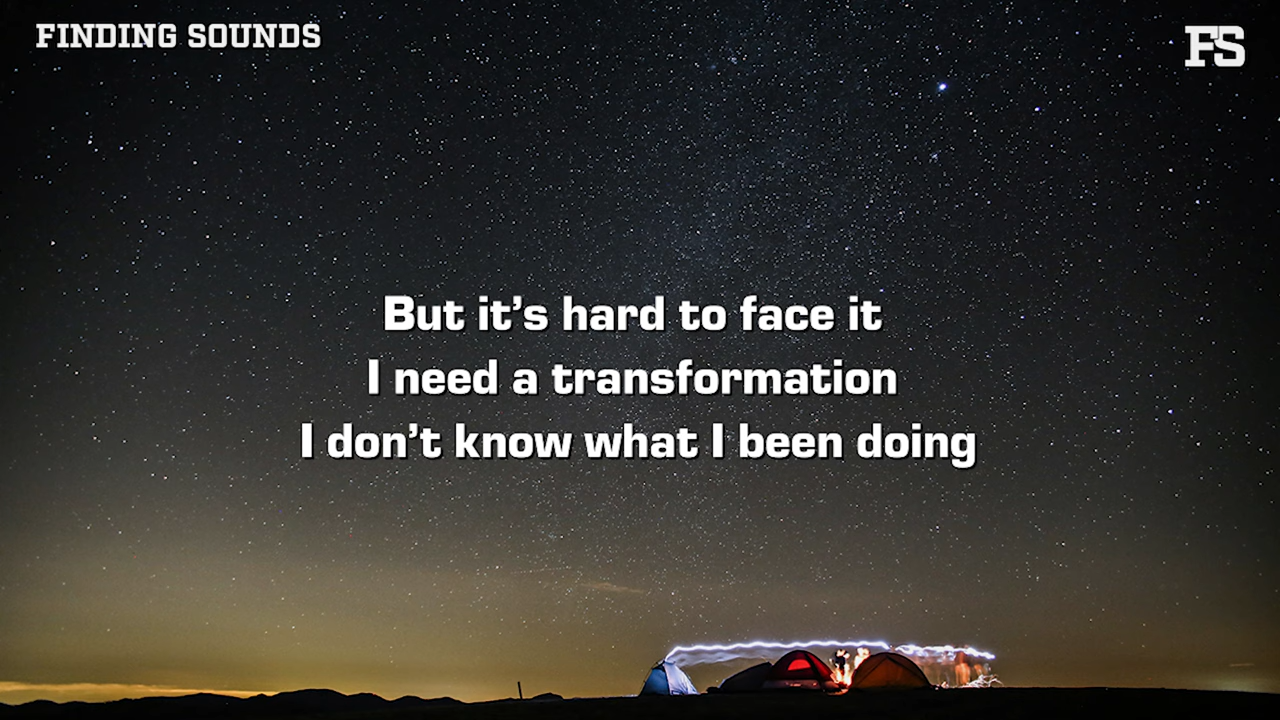 FINDING SOUNDS
FS
But it’s hard to face it
I need a transformation
I don’t know what I been doing